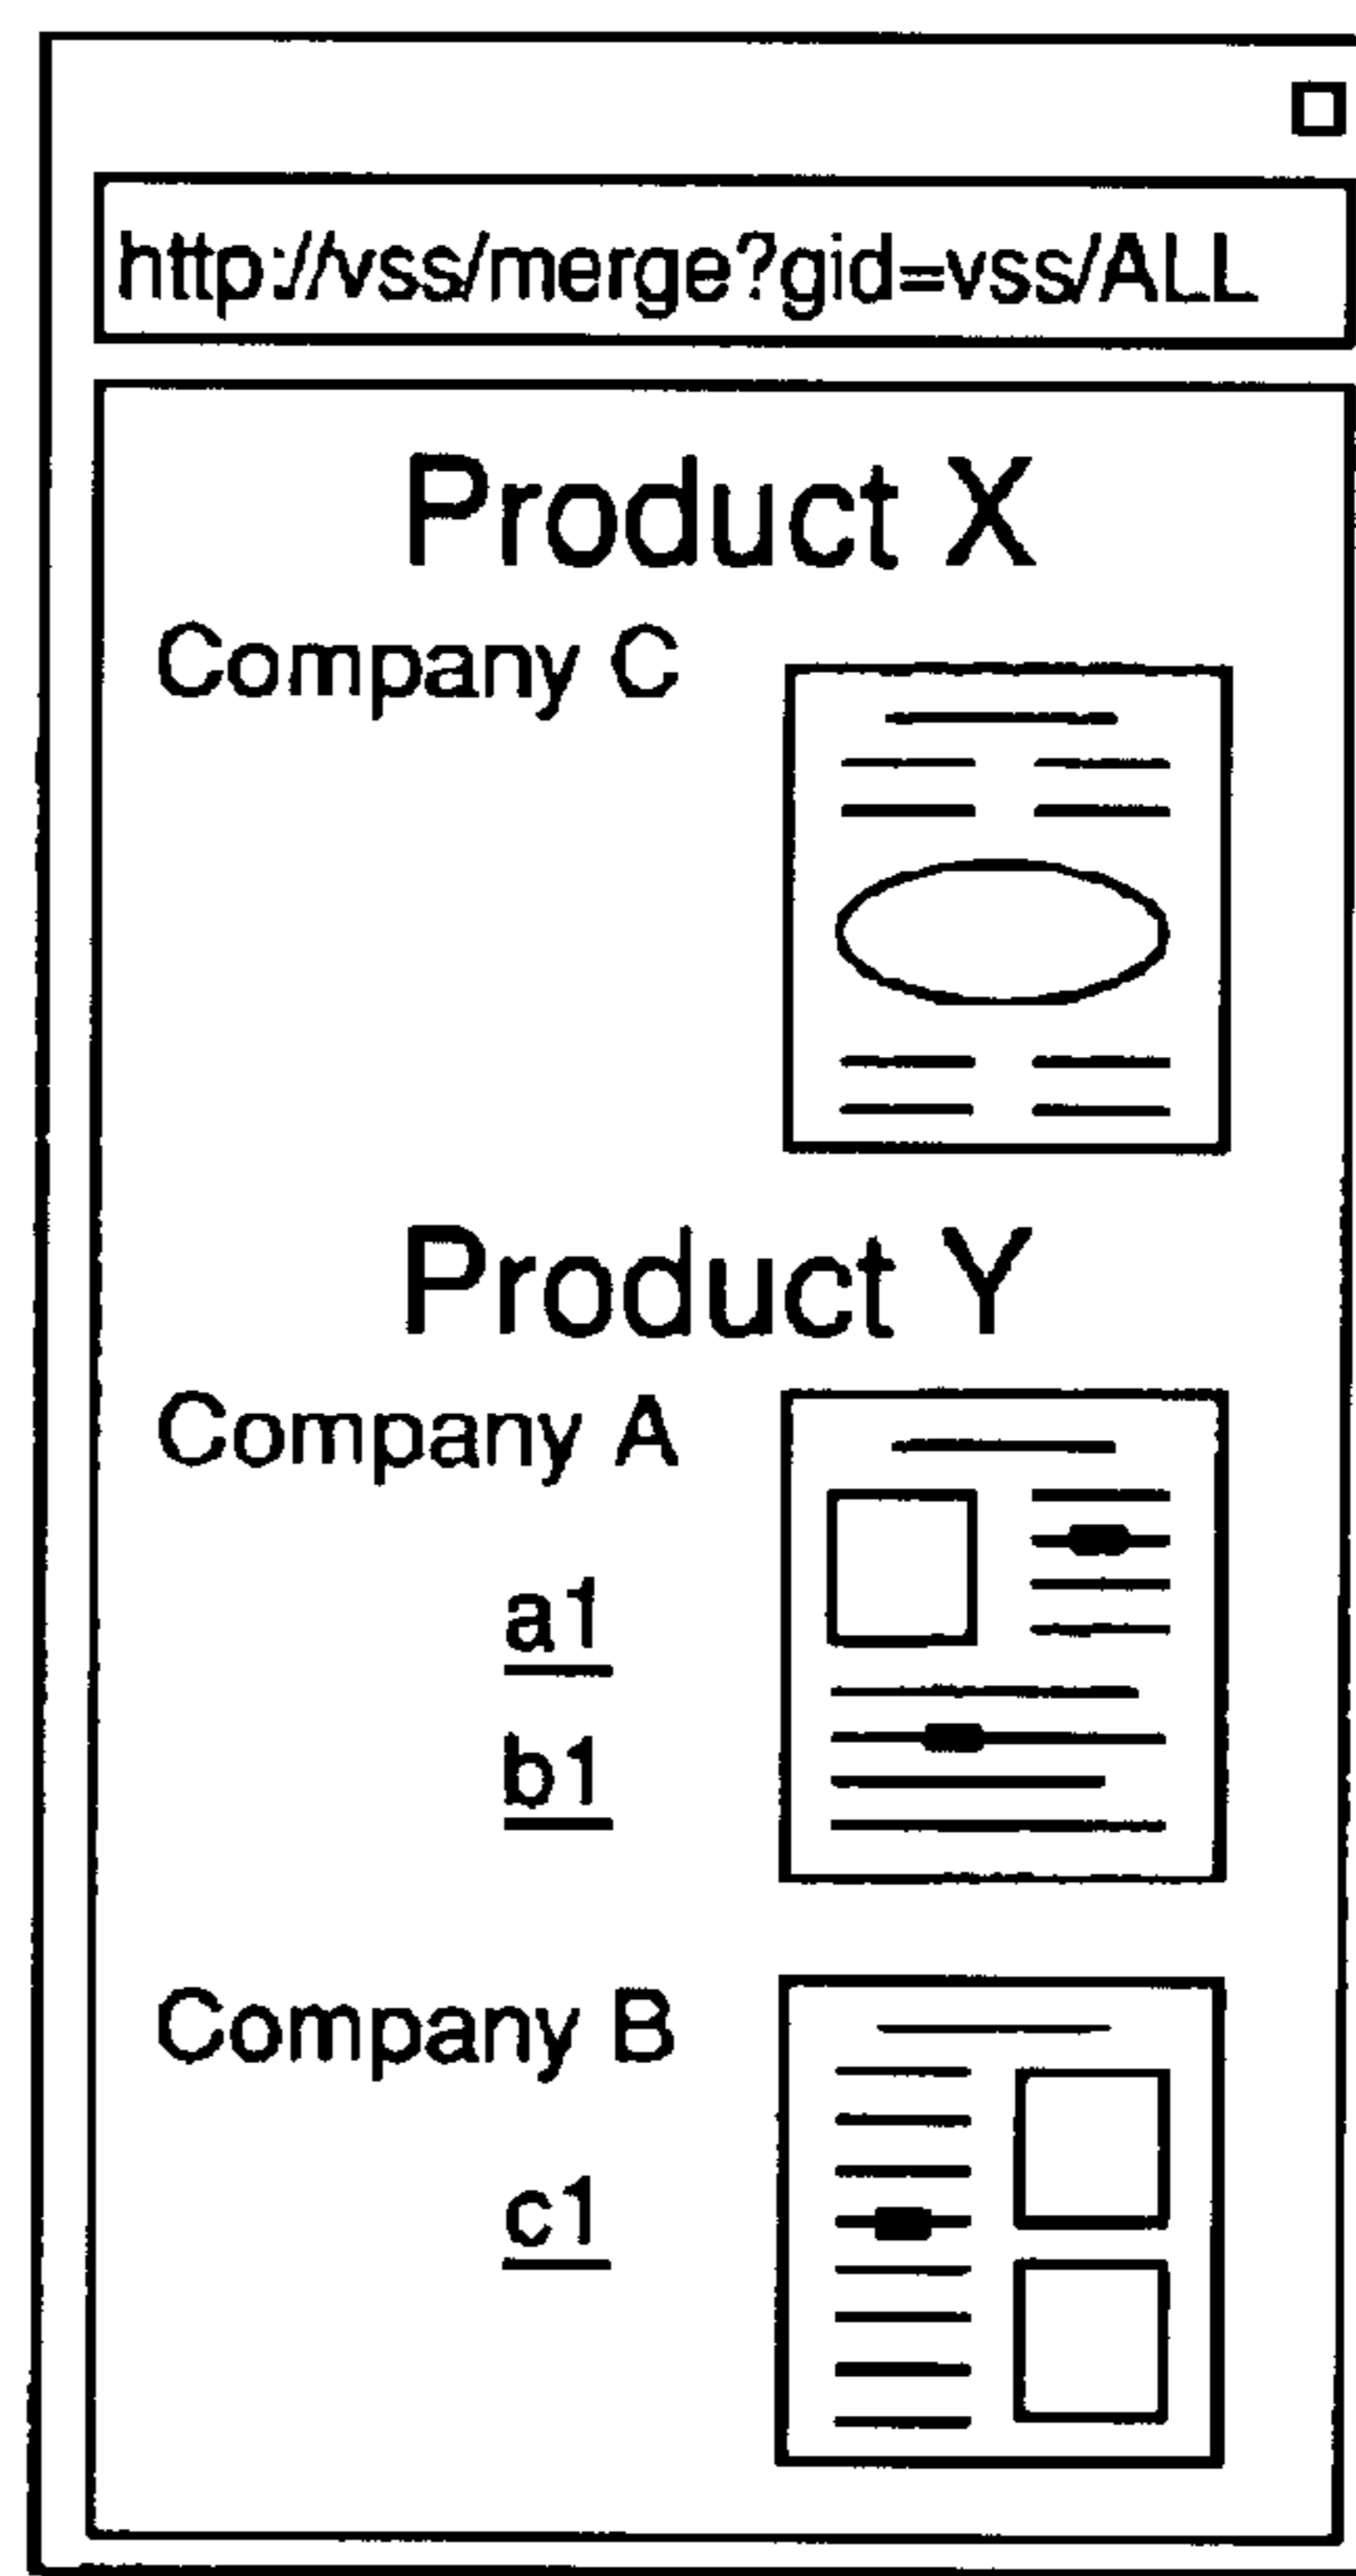 http://vss/merge?gid=vss/ALL
Product X
Company C
Product Y
Company A
a1
b1
Company B
c1